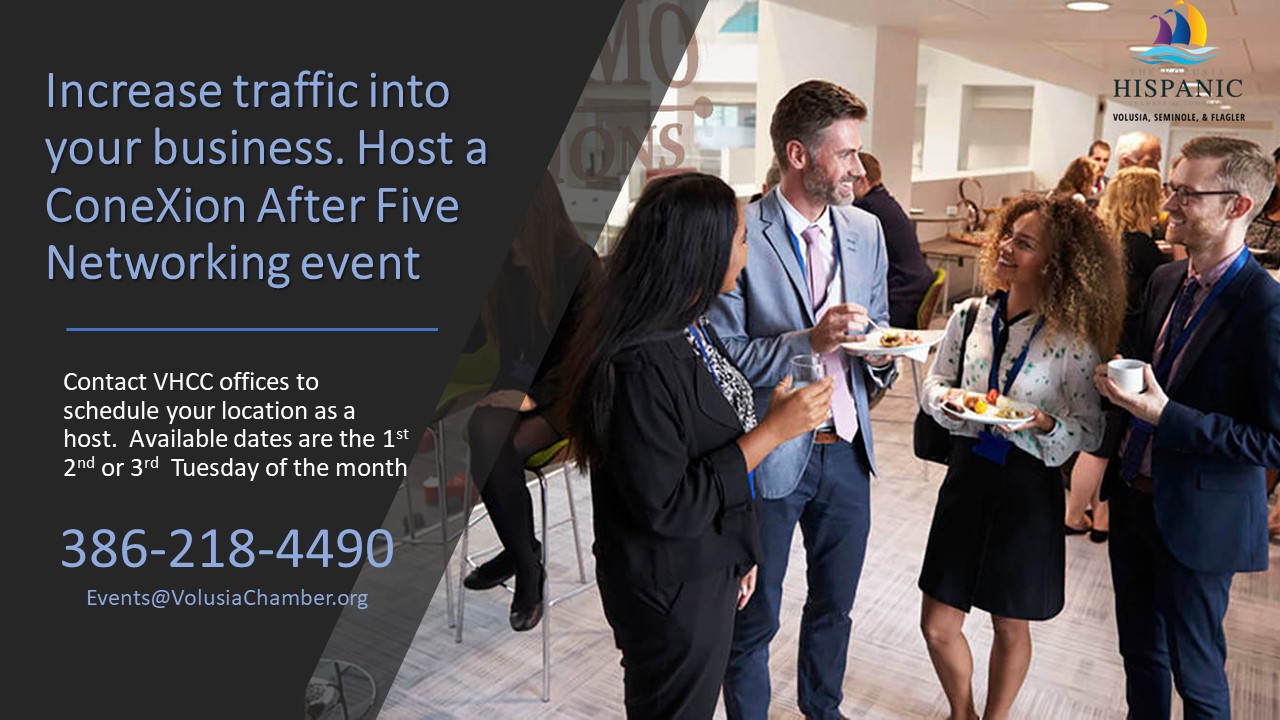 Increase traffic into
your business. Host a
ConeXion After Five
Networking event
Contact VHCC offices to
schedule your location as a
host.  Available dates are the 1st
2nd or 3rd  Tuesday of the month
386-218-4490
Events@VolusiaChamber.org
HISPANIC
VOLUSIA, SEMINOLE, & FLAGLER